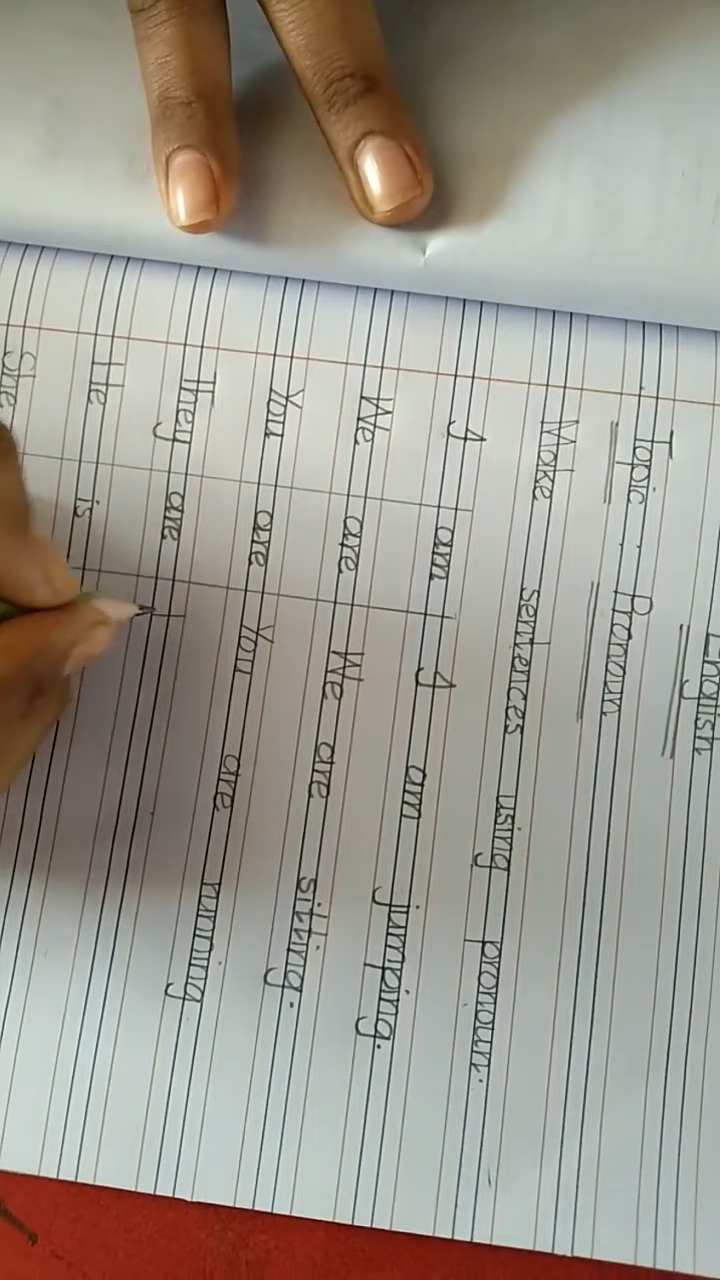 English
Topic : Pronoun
Make sentences using pronoun.
I am I am jumping.
We are We are sitting.
You are You are running
They are
He is
She